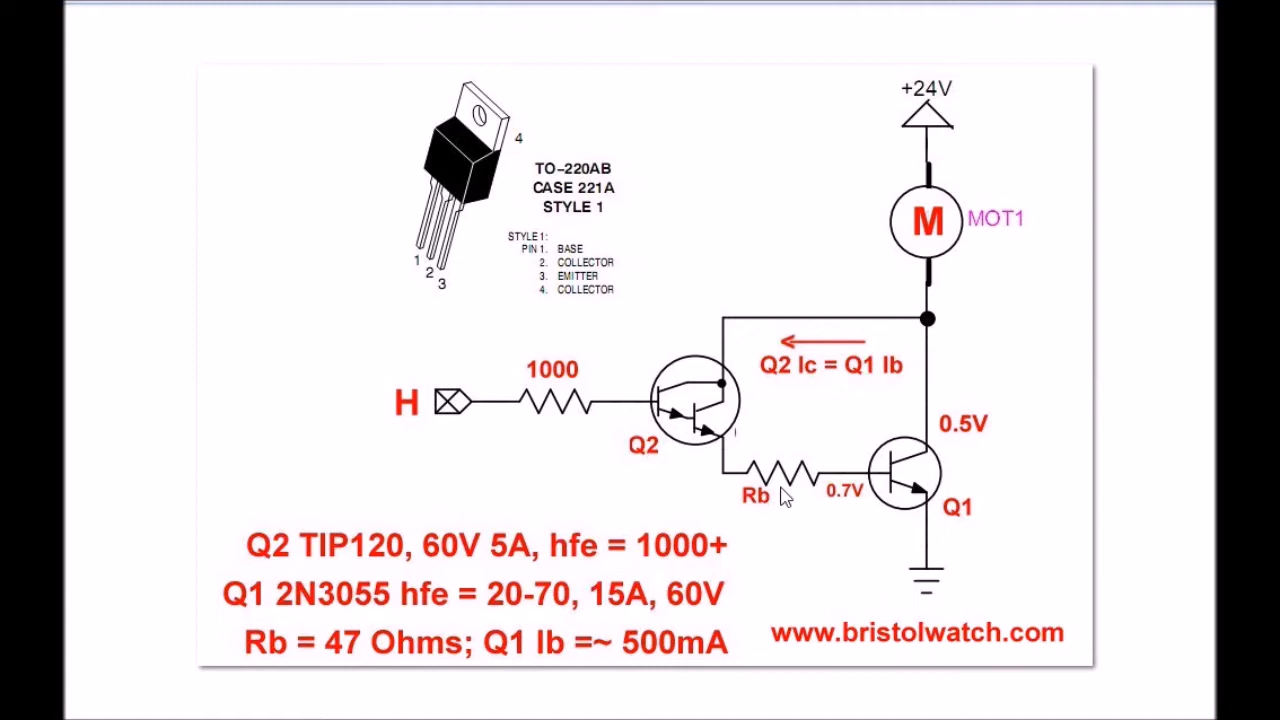 +24V
4
TO-220AB
CASE 221A
STYLE 1
M
MOT1
STYLE 1:
PIN 1. BASE
2. COLLECTOR
3. EMITTER
4. COLLECTOR
1
2
3
Q2 Ic = Q1 Ib
1000
H
Q2
0.5V
Rb
0.7V
Q1
Q2 TIP120, 60V 5A, hfe = 1000+
Q1 2N3055 hfe = 20-70, 15A, 60V
Rb = 47 Ohms; Q1 Ib =~ 500mA
www.bristolwatch.com